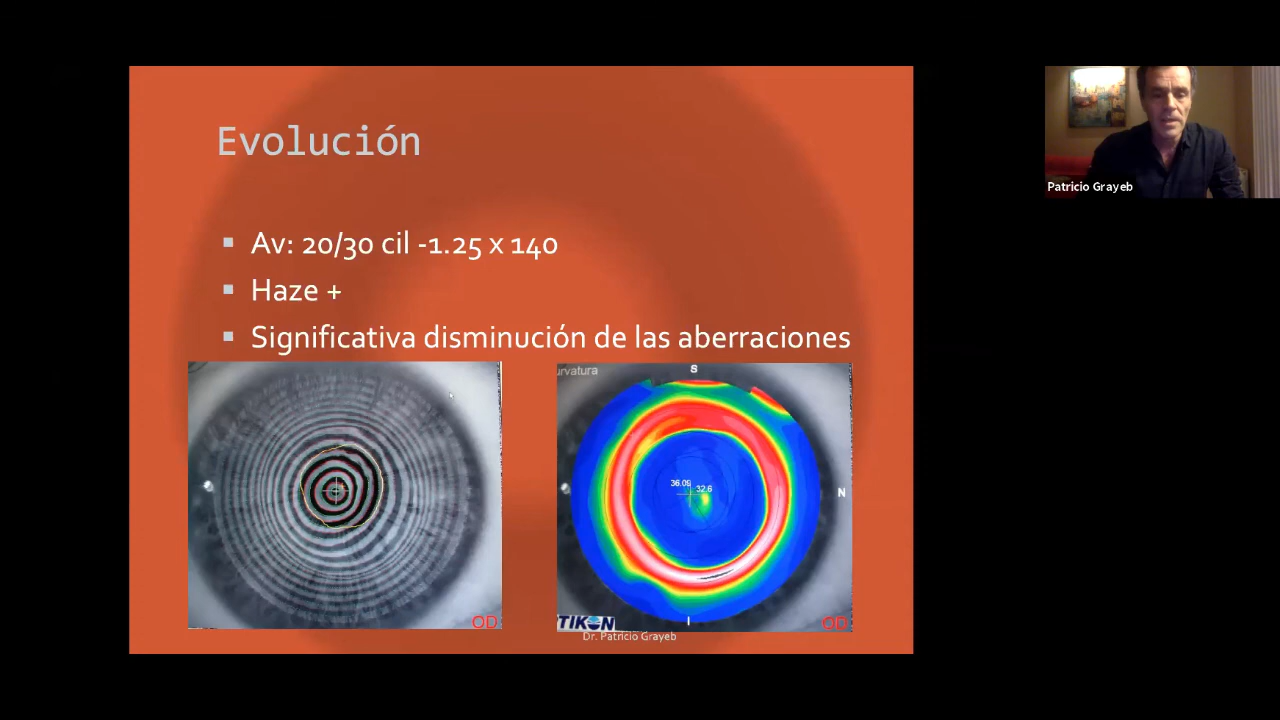 Evolución
Av: 20/30 cil -1.25 x 140
Haze +
Significativa disminución de las aberraciones
OD
urvatura
S
36.09
32.6
N
I
TIKON
OD
Dr. Patricio Grayeb
Patricio Grayeb